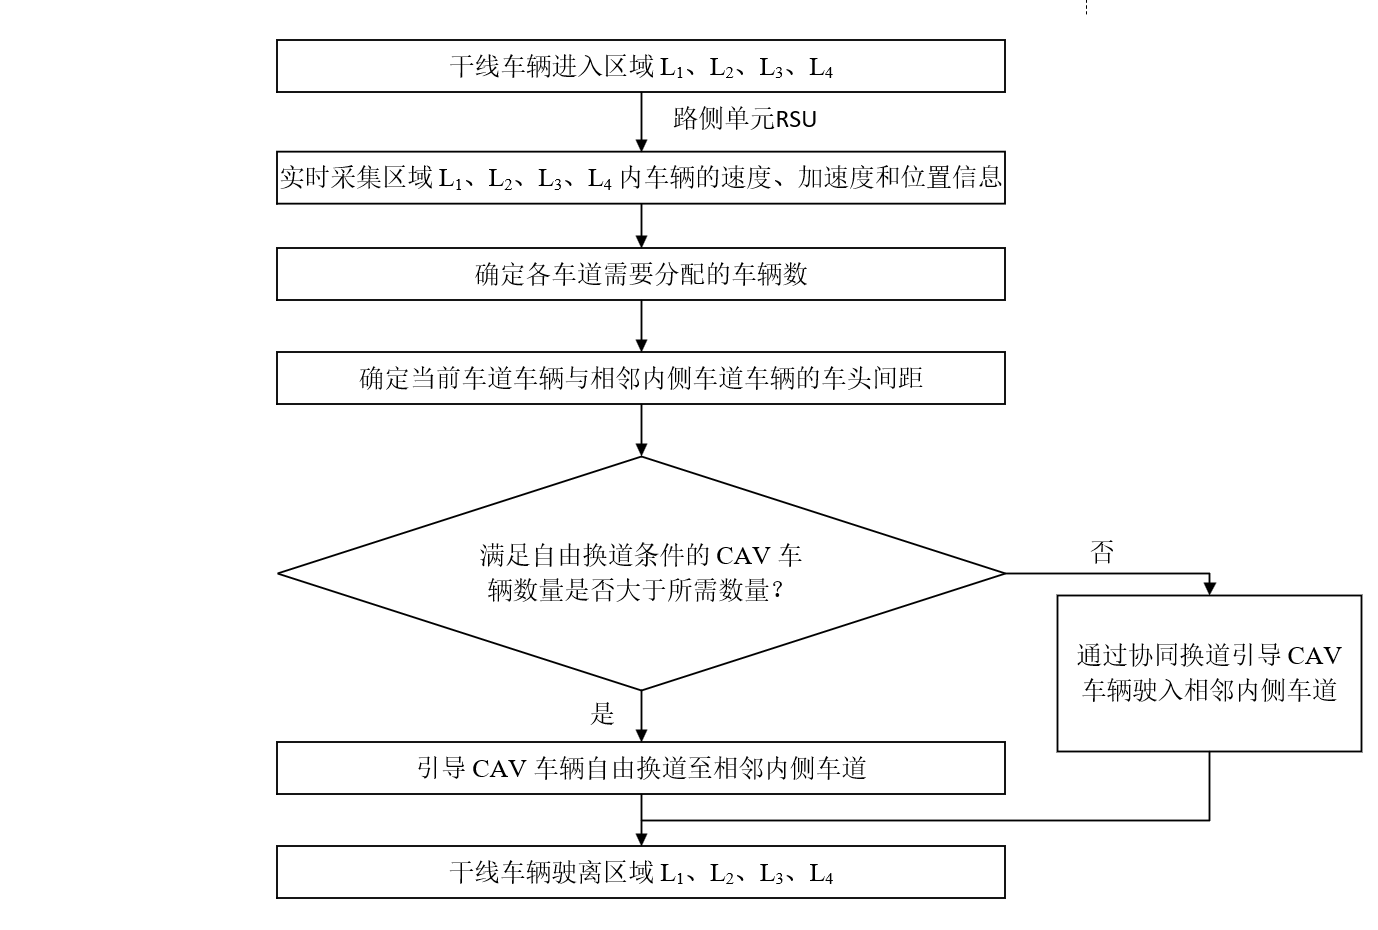 干线车辆进入区域 L₁、L₂、L₃、L₄
路侧单元RSU
实时采集区域 L₁、L₂、L₃、L₄ 内车辆的速度、加速度和位置信息
确定各车道需要分配的车辆数
确定当前车道车辆与相邻内侧车道车辆的车头间距
满足自由换道条件的 CAV 车
辆数量是否大于所需数量？
否
通过协同换道引导 CAV
车辆驶入相邻内侧车道
是
引导 CAV 车辆自由换道至相邻内侧车道
干线车辆驶离区域 L₁、L₂、L₃、L₄